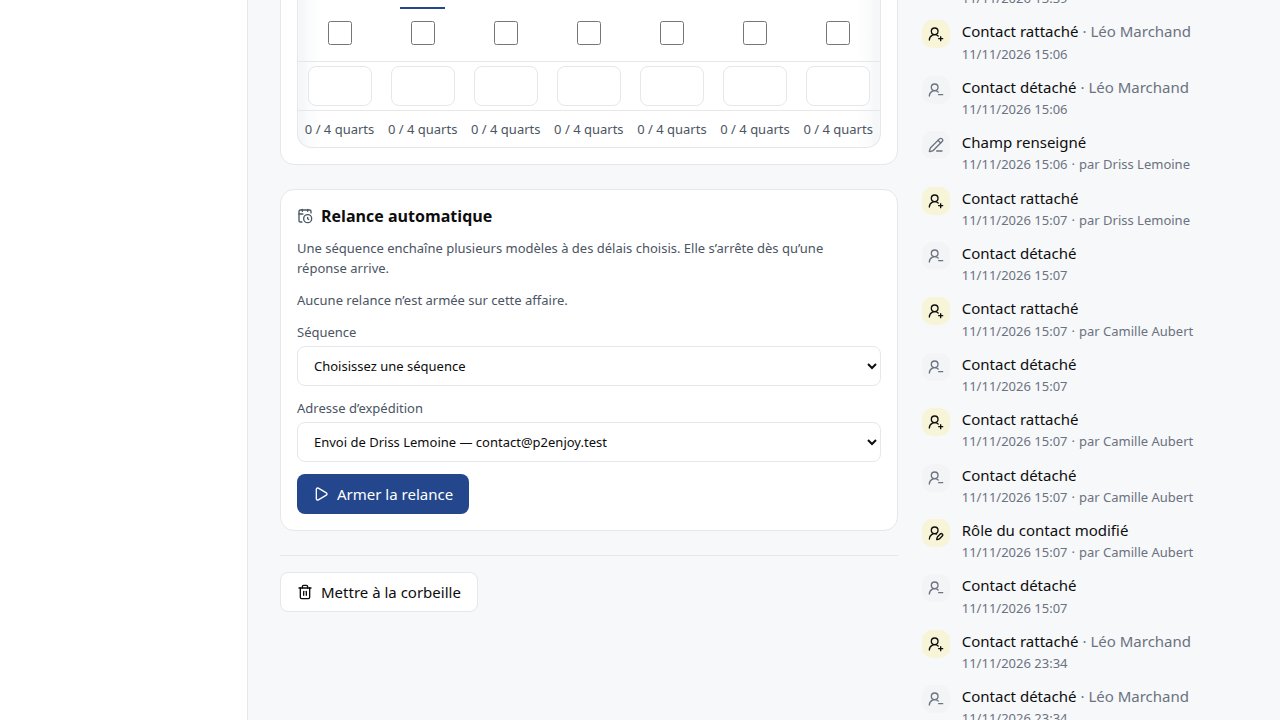 0 / 4 quarts 0 / 4 quarts 0 / 4 quarts 0 / 4 quarts 0 / 4 quarts 0 / 4 quarts 0 / 4 quarts
Relance automatique
Une séquence enchaîne plusieurs modèles à des délais choisis. Elle s’arrête dès qu’une
réponse arrive.
Aucune relance n’est armée sur cette affaire.
Séquence
Choisissez une séquence
Adresse d’expédition
Envoi de Driss Lemoine — contact@p2enjoy.test
Armer la relance
Mettre à la corbeille
Contact rattaché · Léo Marchand
11/11/2026 15:06
Contact détaché · Léo Marchand
11/11/2026 15:06
Champ renseigné
11/11/2026 15:06 · par Driss Lemoine
Contact rattaché
11/11/2026 15:07 · par Driss Lemoine
Contact détaché
11/11/2026 15:07
Contact rattaché
11/11/2026 15:07 · par Camille Aubert
Contact détaché
11/11/2026 15:07
Contact rattaché
11/11/2026 15:07 · par Camille Aubert
Contact détaché
11/11/2026 15:07 · par Camille Aubert
Rôle du contact modifié
11/11/2026 15:07 · par Camille Aubert
Contact détaché
11/11/2026 15:07
Contact rattaché · Léo Marchand
11/11/2026 23:34
Contact détaché · Léo Marchand
11/11/2026 23:34